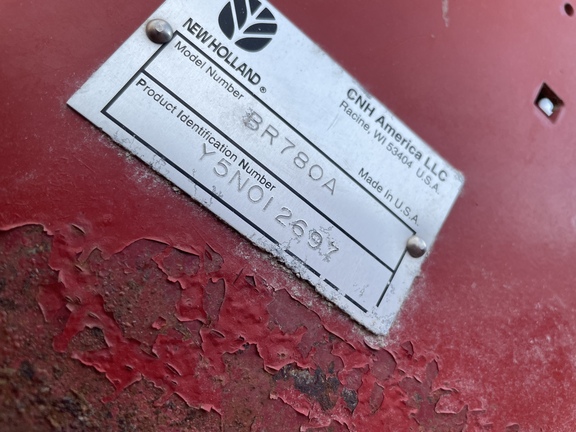 NEW HOLLAND®
CNH America LLC
Racine, WI 53404 U.S.A.
Model Number
Made in U.S.A.
BR780A
Product Identification Number
Y5N012697